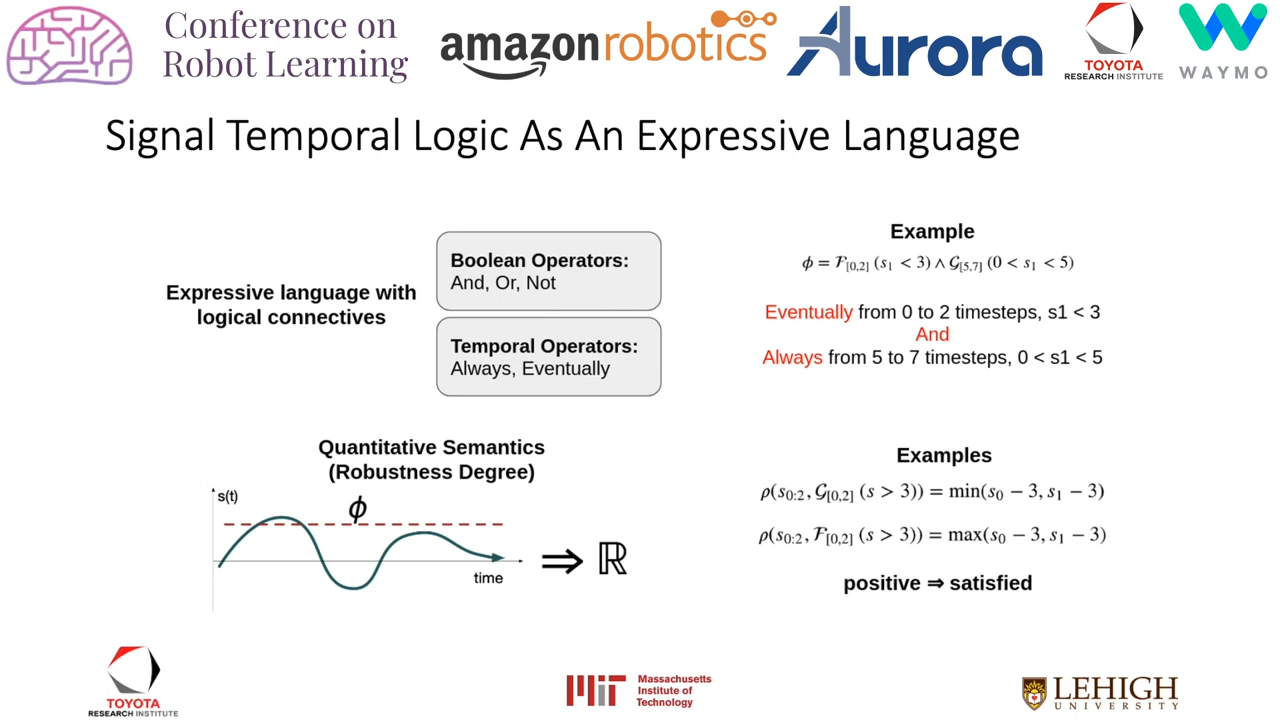 Conference on
Robot Learning
amazonrobotics
Aurora
TOYOTA
RESEARCH INSTITUTE
WAYMO
Signal Temporal Logic As An Expressive Language
Expressive language with
logical connectives
Boolean Operators:
And, Or, Not
Temporal Operators:
Always, Eventually
Example
ϕ = ℱ[0,2] (s₁ < 3) ∧ 𝒢[5,7] (0 < s₁ < 5)
Eventually from 0 to 2 timesteps, s1 < 3
And
Always from 5 to 7 timesteps, 0 < s1 < 5
Quantitative Semantics
(Robustness Degree)
s(t)
ϕ
time
⇒ ℝ
Examples
ρ(s₀:₂, 𝒢[0,2] (s > 3)) = min(s₀ − 3, s₁ − 3)
ρ(s₀:₂, ℱ[0,2] (s > 3)) = max(s₀ − 3, s₁ − 3)
positive ⇒ satisfied
TOYOTA
RESEARCH INSTITUTE
MIT
Massachusetts
Institute of
Technology
LEHIGH
UNIVERSITY